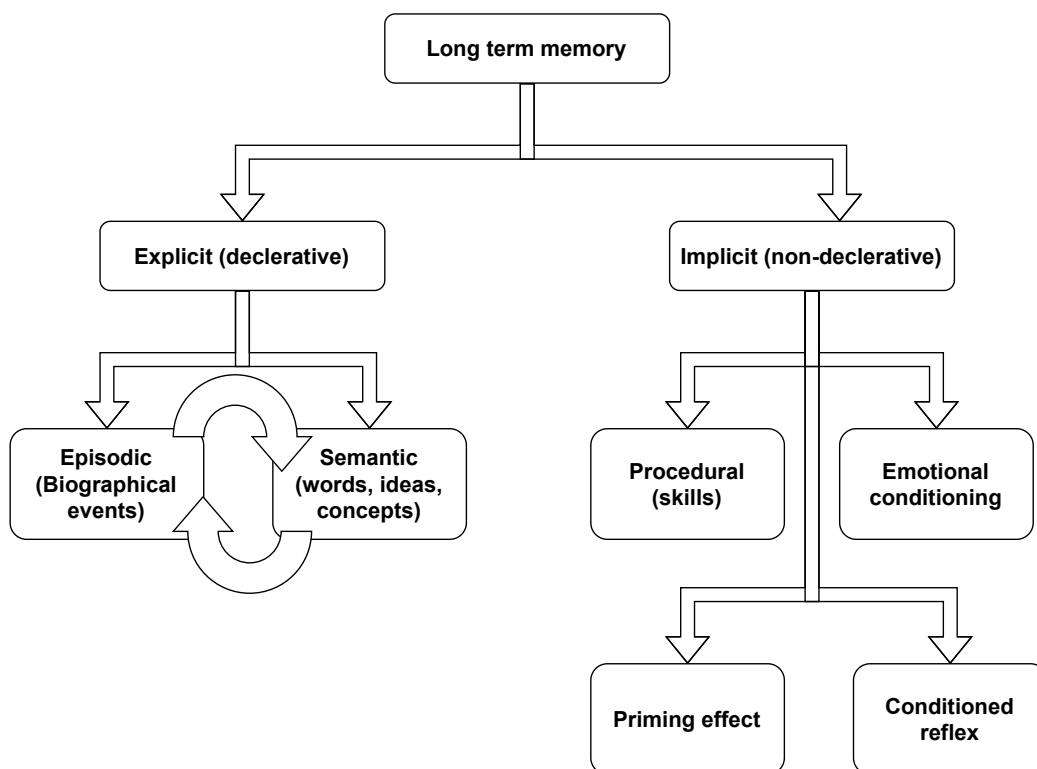 Long term memory
Explicit (declerative)
Implicit (non-declerative)
Episodic
(Biographical
events)
Semantic
(words, ideas,
concepts)
Procedural
(skills)
Emotional
conditioning
Priming effect
Conditioned
reflex